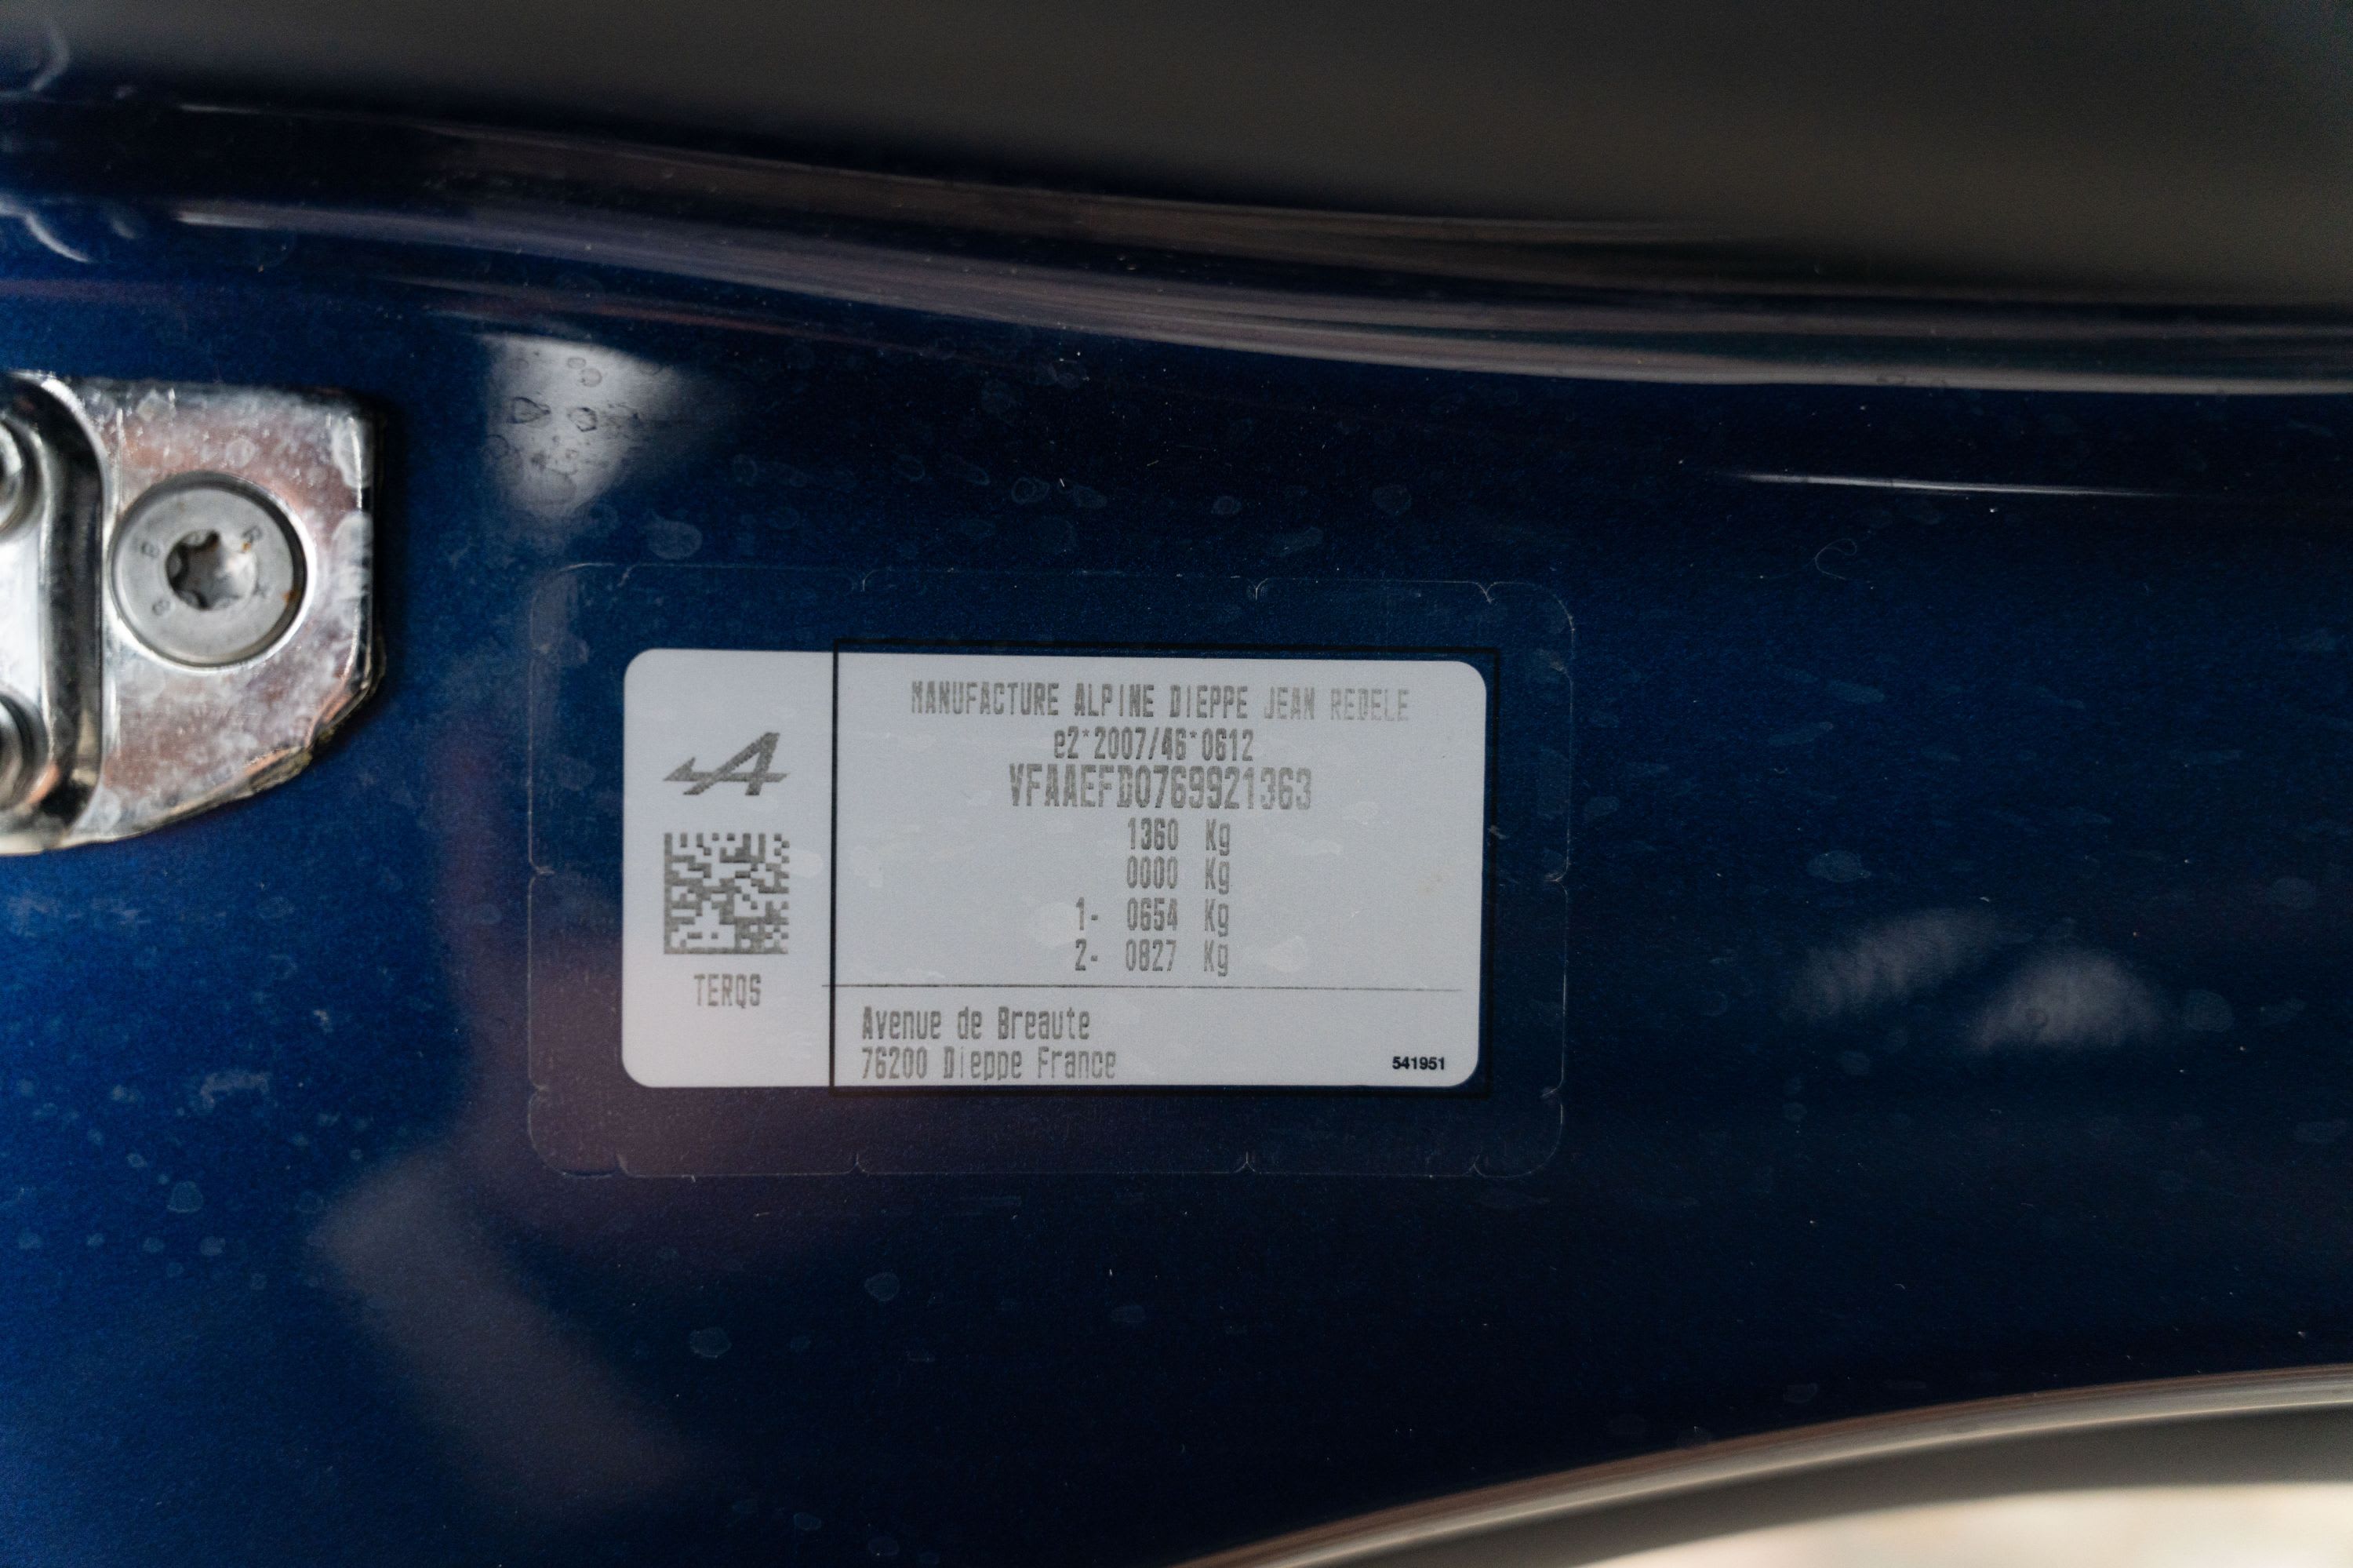 MANUFACTURE ALPINE DIEPPE JEAN REDELE
e2*2007/46*0612
VFAAEFD0769921363
1360 Kg
0000 Kg
1- 0654 Kg
2- 0827 Kg
TERQS
Avenue de Breaute
76200 Dieppe France
541951